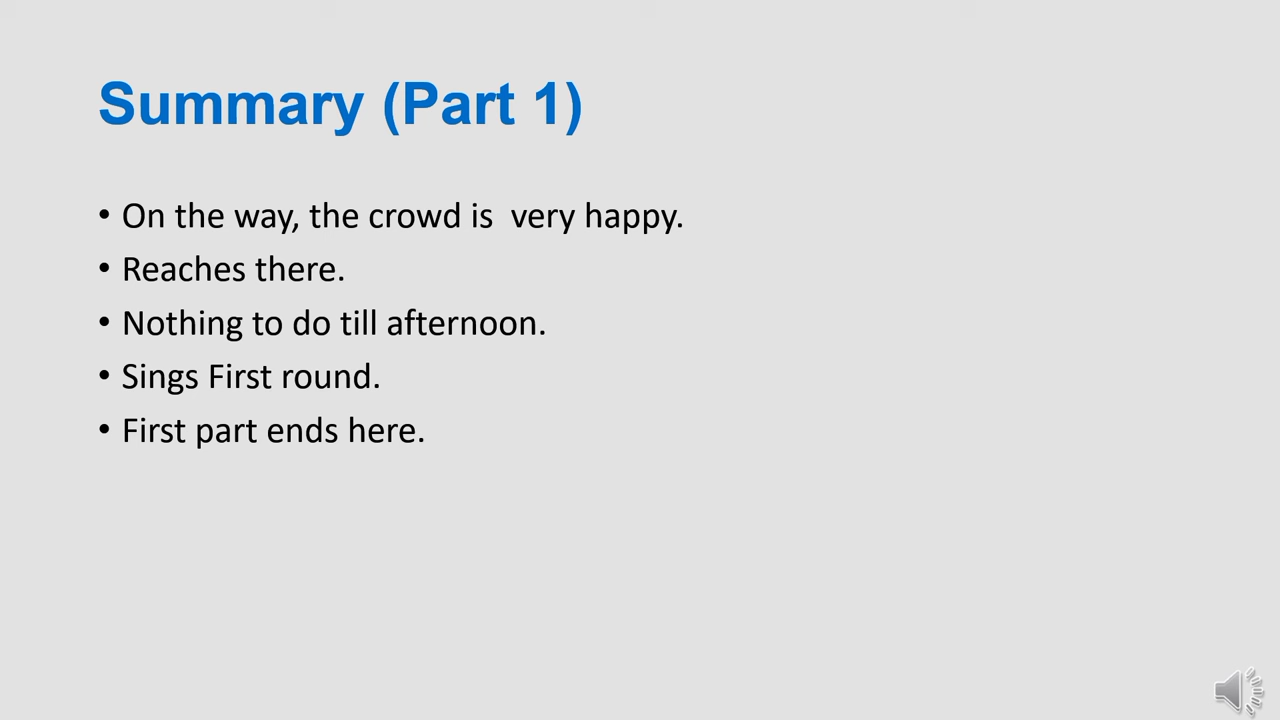 Summary (Part 1)
• On the way, the crowd is  very happy.
• Reaches there.
• Nothing to do till afternoon.
• Sings First round.
• First part ends here.